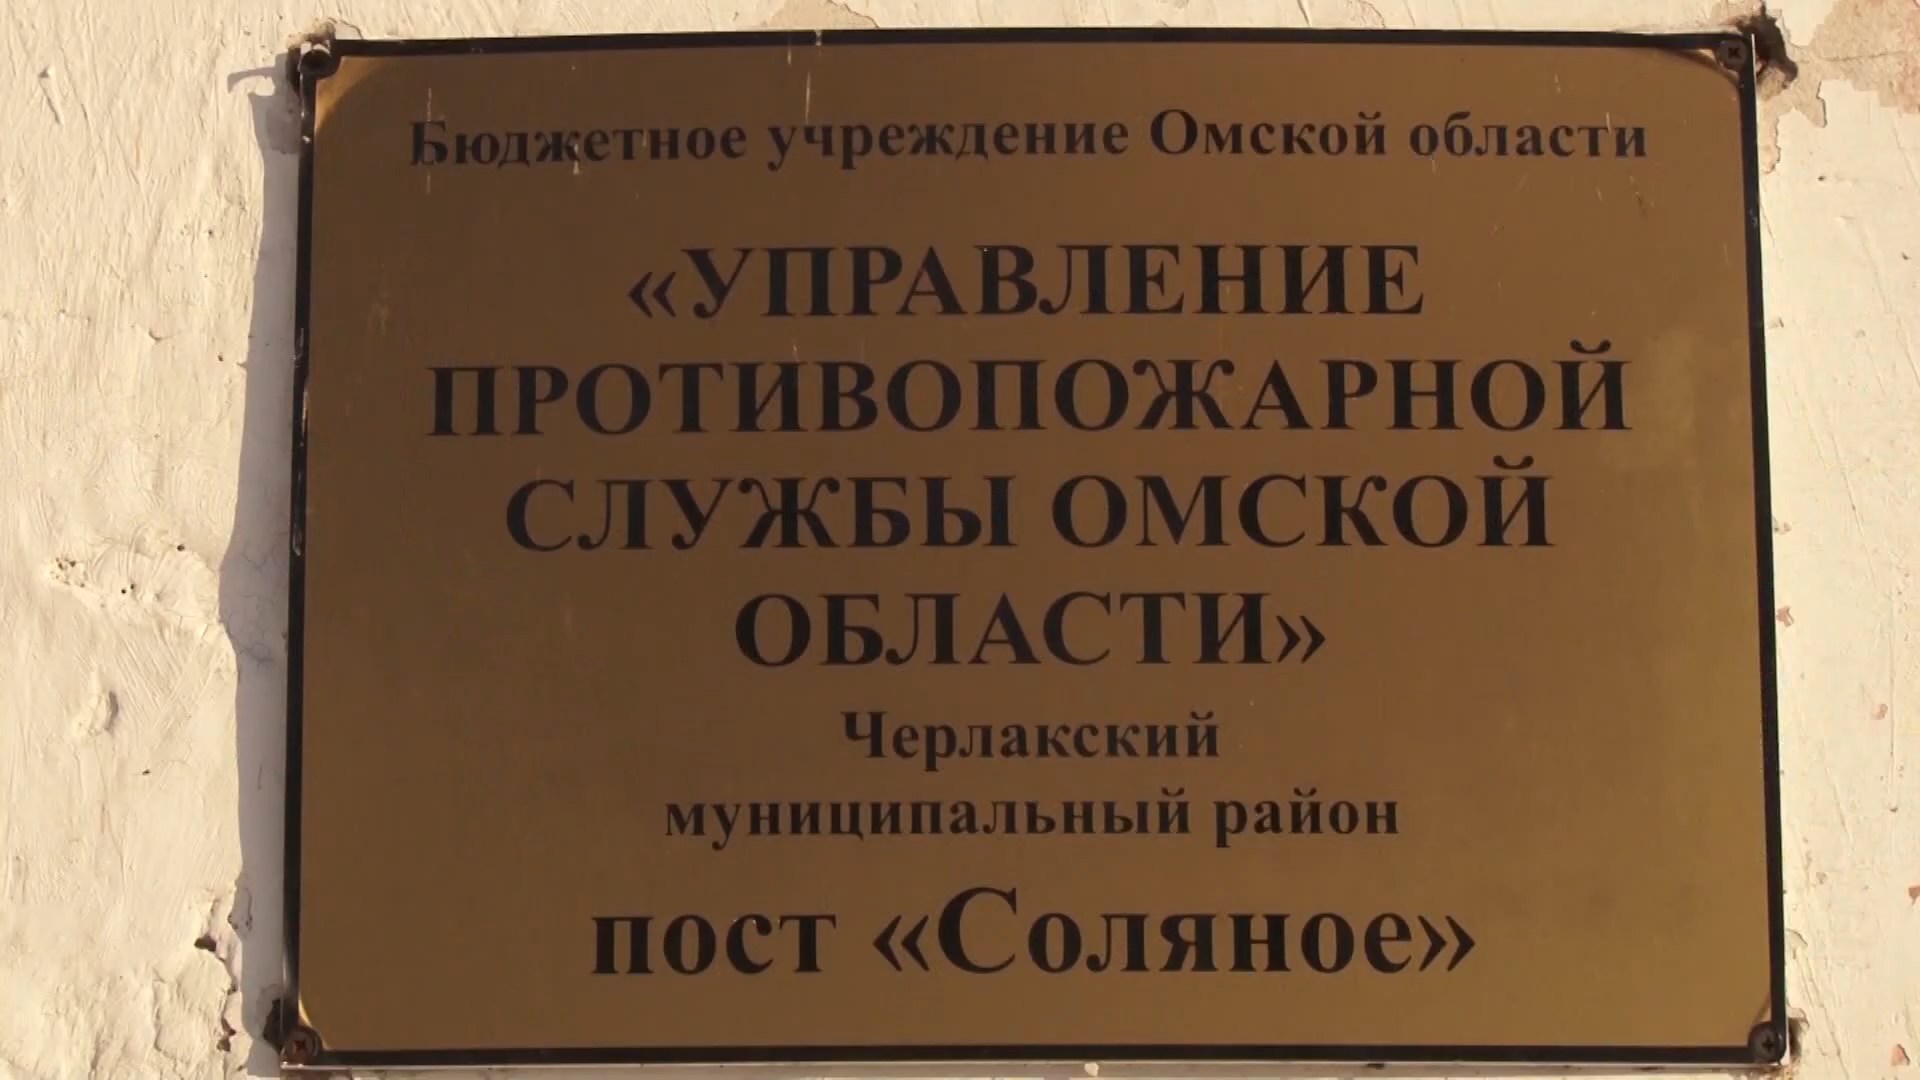 Бюджетное учреждение Омской области
«УПРАВЛЕНИЕ
ПРОТИВОПОЖАРНОЙ
СЛУЖБЫ ОМСКОЙ
ОБЛАСТИ»
Черлакский
муниципальный район
пост «Соляное»